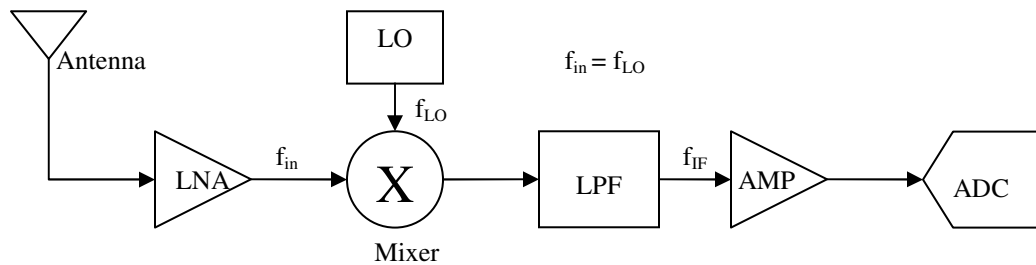 LO
Antenna
f_in = f_LO
f_LO
f_in
f_IF
LNA
X
LPF
AMP
ADC
Mixer